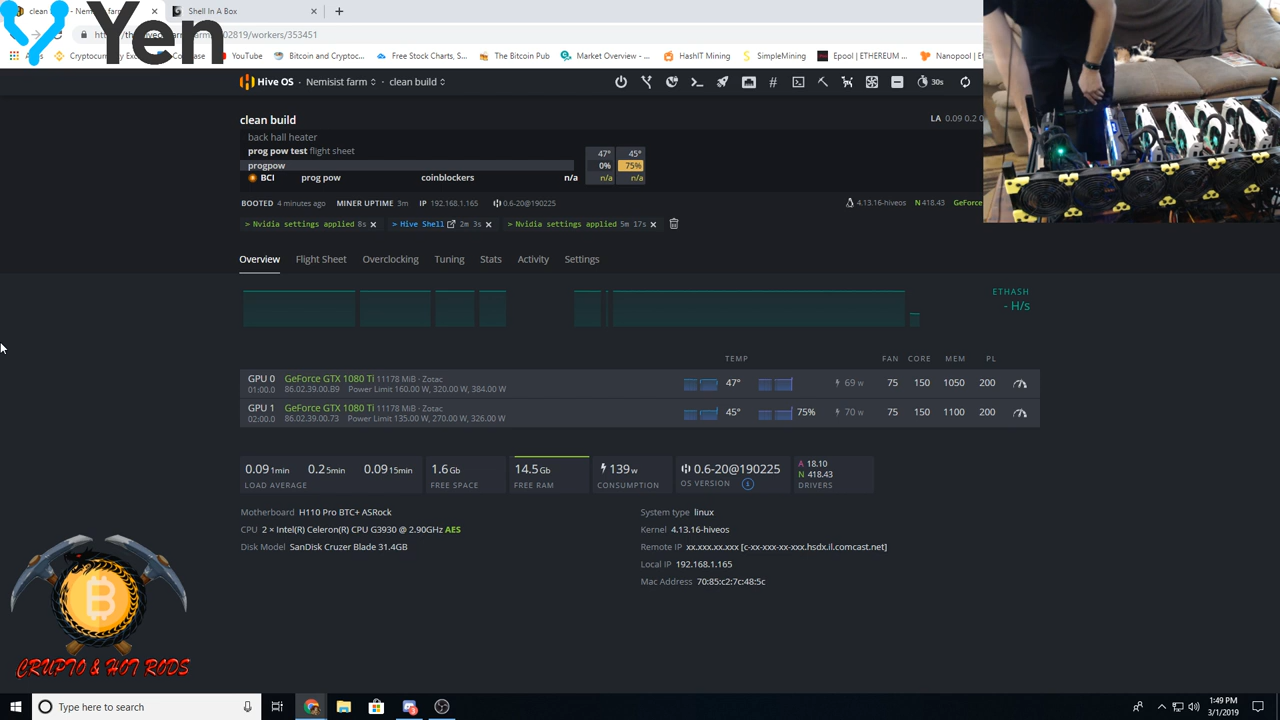 clean build - Nemisist farm
Shell In A Box
Yen
02819/workers/353451
Cryptocurrency
YouTube
Bitcoin and Cryptoc...
Free Stock Charts, S...
The Bitcoin Pub
Market Overview - ...
HashIT Mining
SimpleMining
Epool | ETHEREUM ...
Nanopool | E
Hive OS
Nemisist farm
clean build
30s
clean build
LA 0.09 0.2 0
back hall heater
prog pow test flight sheet
47° 45°
progpow
0% 75%
BCI prog pow coinblockers n/a n/a n/a
BOOTED 4 minutes ago MINER UPTIME 3m IP 192.168.1.165 0.6-20@190225 4.13.16-hiveos N 418.43 GeFor
> Nvidia settings applied 8s × > Hive Shell 2m 3s × > Nvidia settings applied 5m 17s ×
Overview Flight Sheet Overclocking Tuning Stats Activity Settings
ETHASH
- H/s
TEMP FAN CORE MEM PL
GPU 0 GeForce GTX 1080 Ti 11178 MiB · Zotac 47° 69 w 75 150 1050 200
01:00.0 86.02.39.00.B9 Power Limit 160.00 W, 320.00 W, 384.00 W
GPU 1 GeForce GTX 1080 Ti 11178 MiB · Zotac 45° 75% 70 w 75 150 1100 200
02:00.0 86.02.39.00.73 Power Limit 135.00 W, 270.00 W, 326.00 W
0.09 1min 0.2 5min 0.09 15min 1.6 Gb 14.5 Gb 139 w 0.6-20@190225 A 18.10
N 418.43
LOAD AVERAGE FREE SPACE FREE RAM CONSUMPTION OS VERSION DRIVERS
Motherboard H110 Pro BTC+ ASRock
CPU 2 × Intel(R) Celeron(R) CPU G3930 @ 2.90GHz AES
Disk Model SanDisk Cruzer Blade 31.4GB
System type linux
Kernel 4.13.16-hiveos
Remote IP xx.xxx.xx.xxx [c-xx-xxx-xx-xxx.hsdx.il.comcast.net]
Local IP 192.168.1.165
Mac Address 70:85:c2:7c:48:5c
CRYPTO & HOT RODS
Type here to search
1:49 PM
3/1/2019